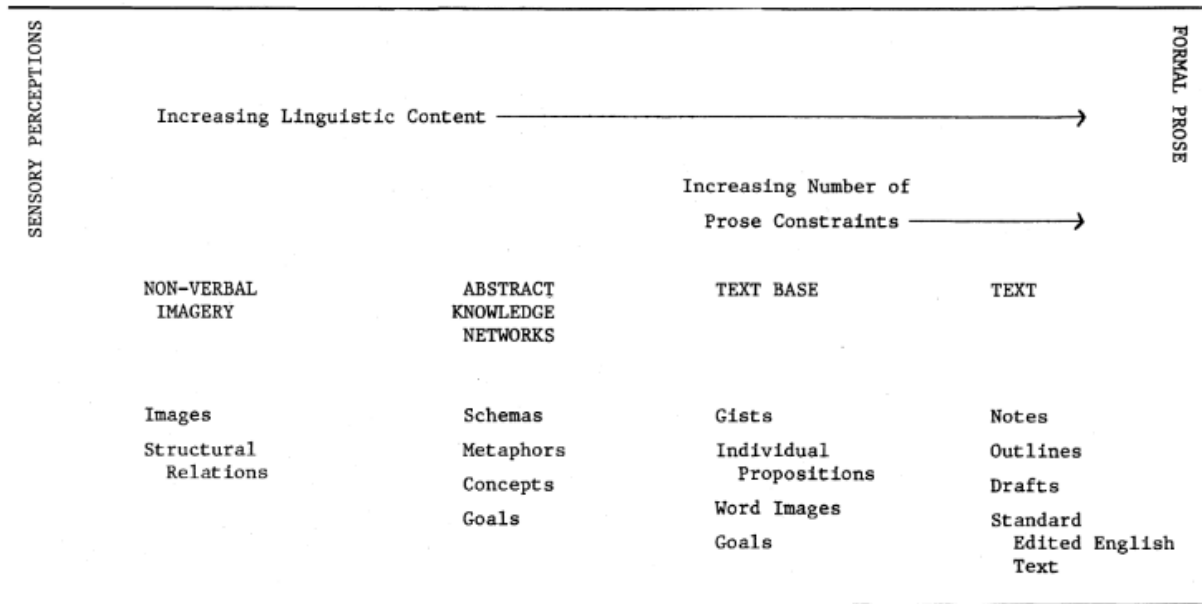 SENSORY PERCEPTIONS
FORMAL PROSE
Increasing Linguistic Content
Increasing Number of
Prose Constraints
NON-VERBAL
IMAGERY
ABSTRACT
KNOWLEDGE
NETWORKS
TEXT BASE
TEXT
Images
Structural
Relations
Schemas
Metaphors
Concepts
Goals
Gists
Individual
Propositions
Word Images
Goals
Notes
Outlines
Drafts
Standard
Edited English
Text